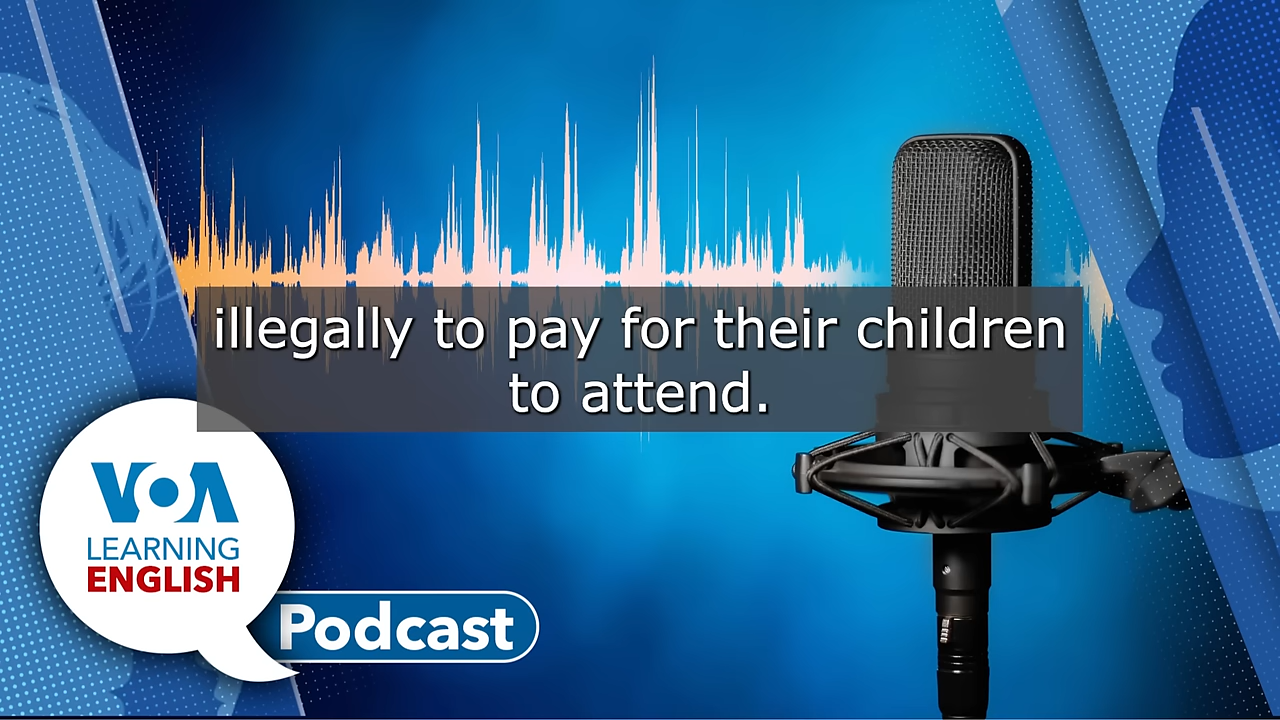 illegally to pay for their children
to attend.
VOA
LEARNING
ENGLISH
Podcast